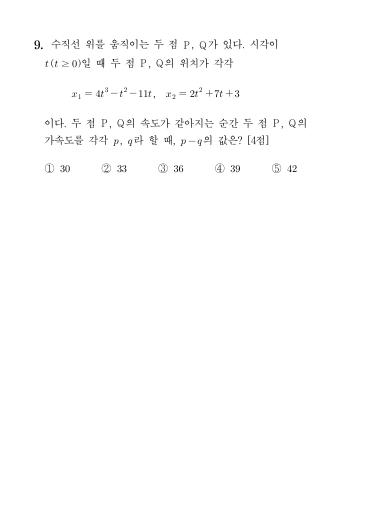 9. 수직선 위를 움직이는 두 점 P, Q가 있다. 시각이
t(t ≥ 0)일 때 두 점 P, Q의 위치가 각각
x₁ = 4t³ − t² − 11t, x₂ = 2t² + 7t + 3
이다. 두 점 P, Q의 속도가 같아지는 순간 두 점 P, Q의
가속도를 각각 p, q라 할 때, p − q의 값은? [4점]
① 30 ② 33 ③ 36 ④ 39 ⑤ 42